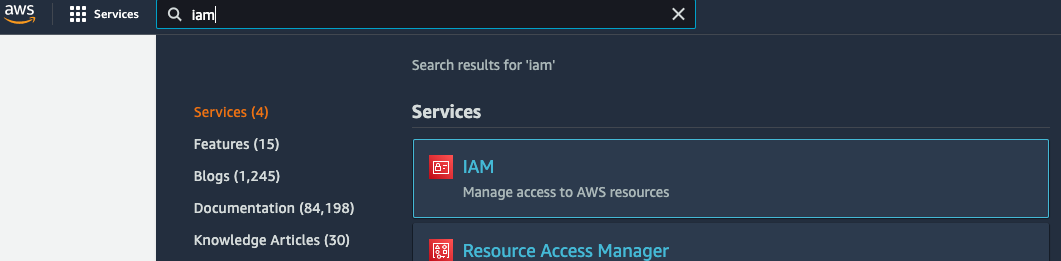 aws
Services
iam
Search results for 'iam'
Services (4)
Features (15)
Blogs (1,245)
Documentation (84,198)
Knowledge Articles (30)
Services
IAM
Manage access to AWS resources
Resource Access Manager